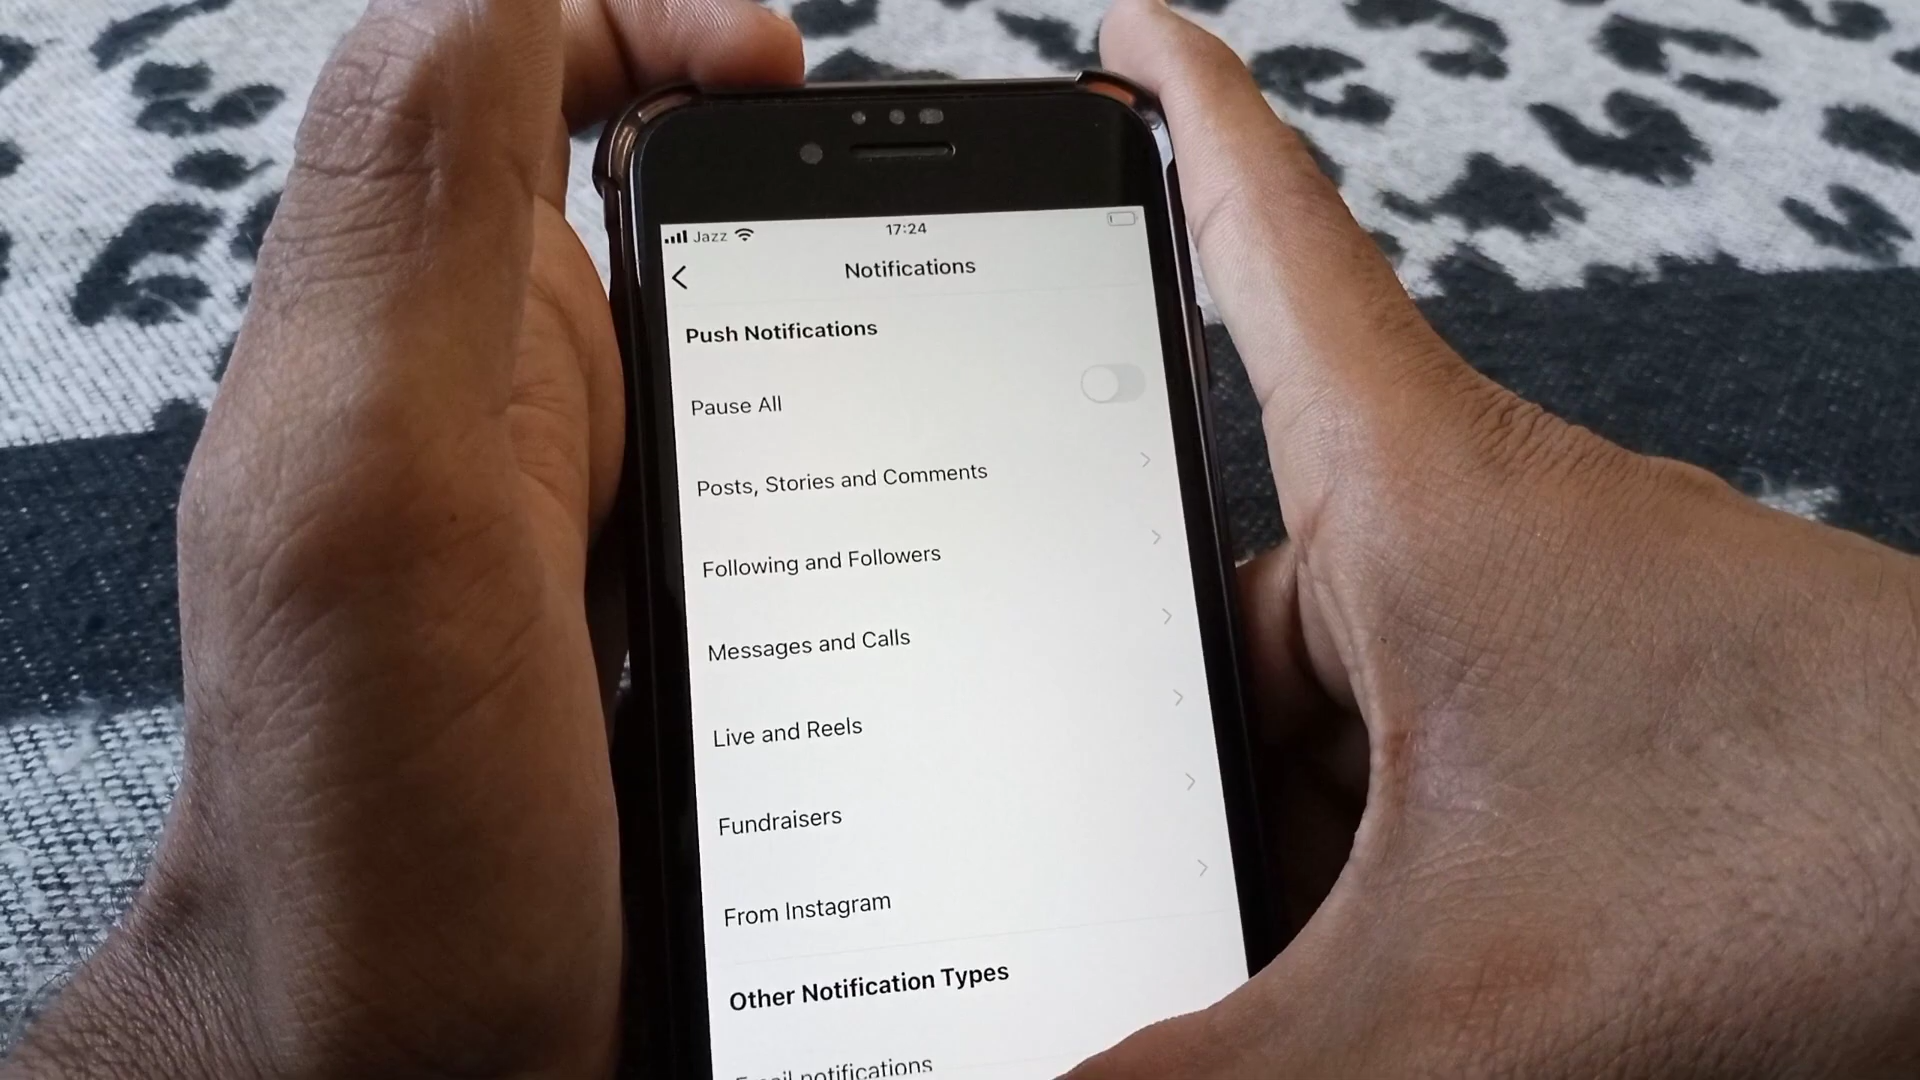 Jazz
17:24
Notifications
Push Notifications
Pause All
Posts, Stories and Comments
Following and Followers
Messages and Calls
Live and Reels
Fundraisers
From Instagram
Other Notification Types
Email notifications